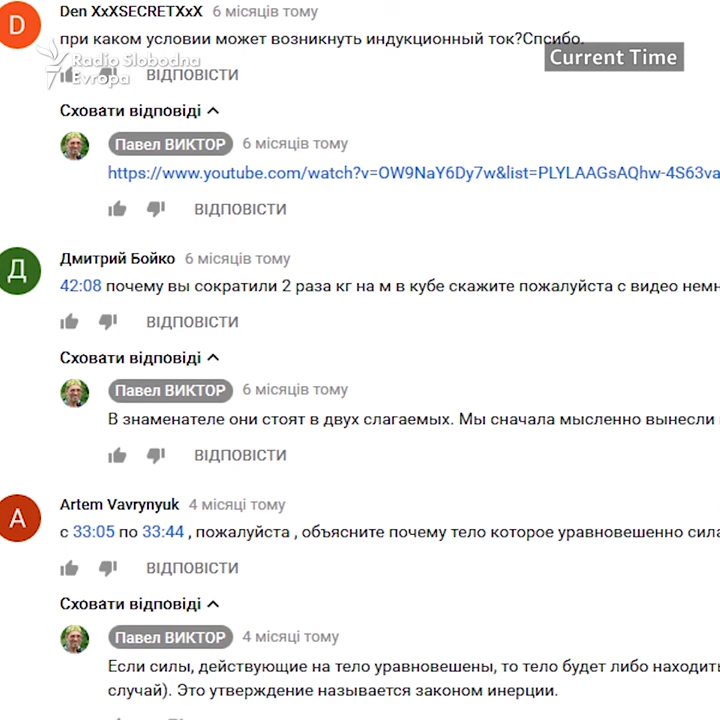 D
Den XxXSECRETXxX 6 місяців тому
при каком условии может возникнуть индукционный ток?Спсибо.
Current Time
Radio Slobodna
Evropa
ВІДПОВІСТИ
Сховати відповіді
Павел ВИКТОР 6 місяців тому
https://www.youtube.com/watch?v=OW9NaY6Dy7w&list=PLYLAAGsAQhw-4S63va
ВІДПОВІСТИ
Д
Дмитрий Бойко 6 місяців тому
42:08 почему вы сократили 2 раза кг на м в кубе скажите пожалуйста с видео немн
ВІДПОВІСТИ
Сховати відповіді
Павел ВИКТОР 6 місяців тому
В знаменателе они стоят в двух слагаемых. Мы сначала мысленно вынесли
ВІДПОВІСТИ
A
Artem Vavrynyuk 4 місяці тому
с 33:05 по 33:44 , пожалуйста , объясните почему тело которое уравновешенно сила
ВІДПОВІСТИ
Сховати відповіді
Павел ВИКТОР 4 місяці тому
Если силы, действующие на тело уравновешены, то тело будет либо находить
случай). Это утверждение называется законом инерции.